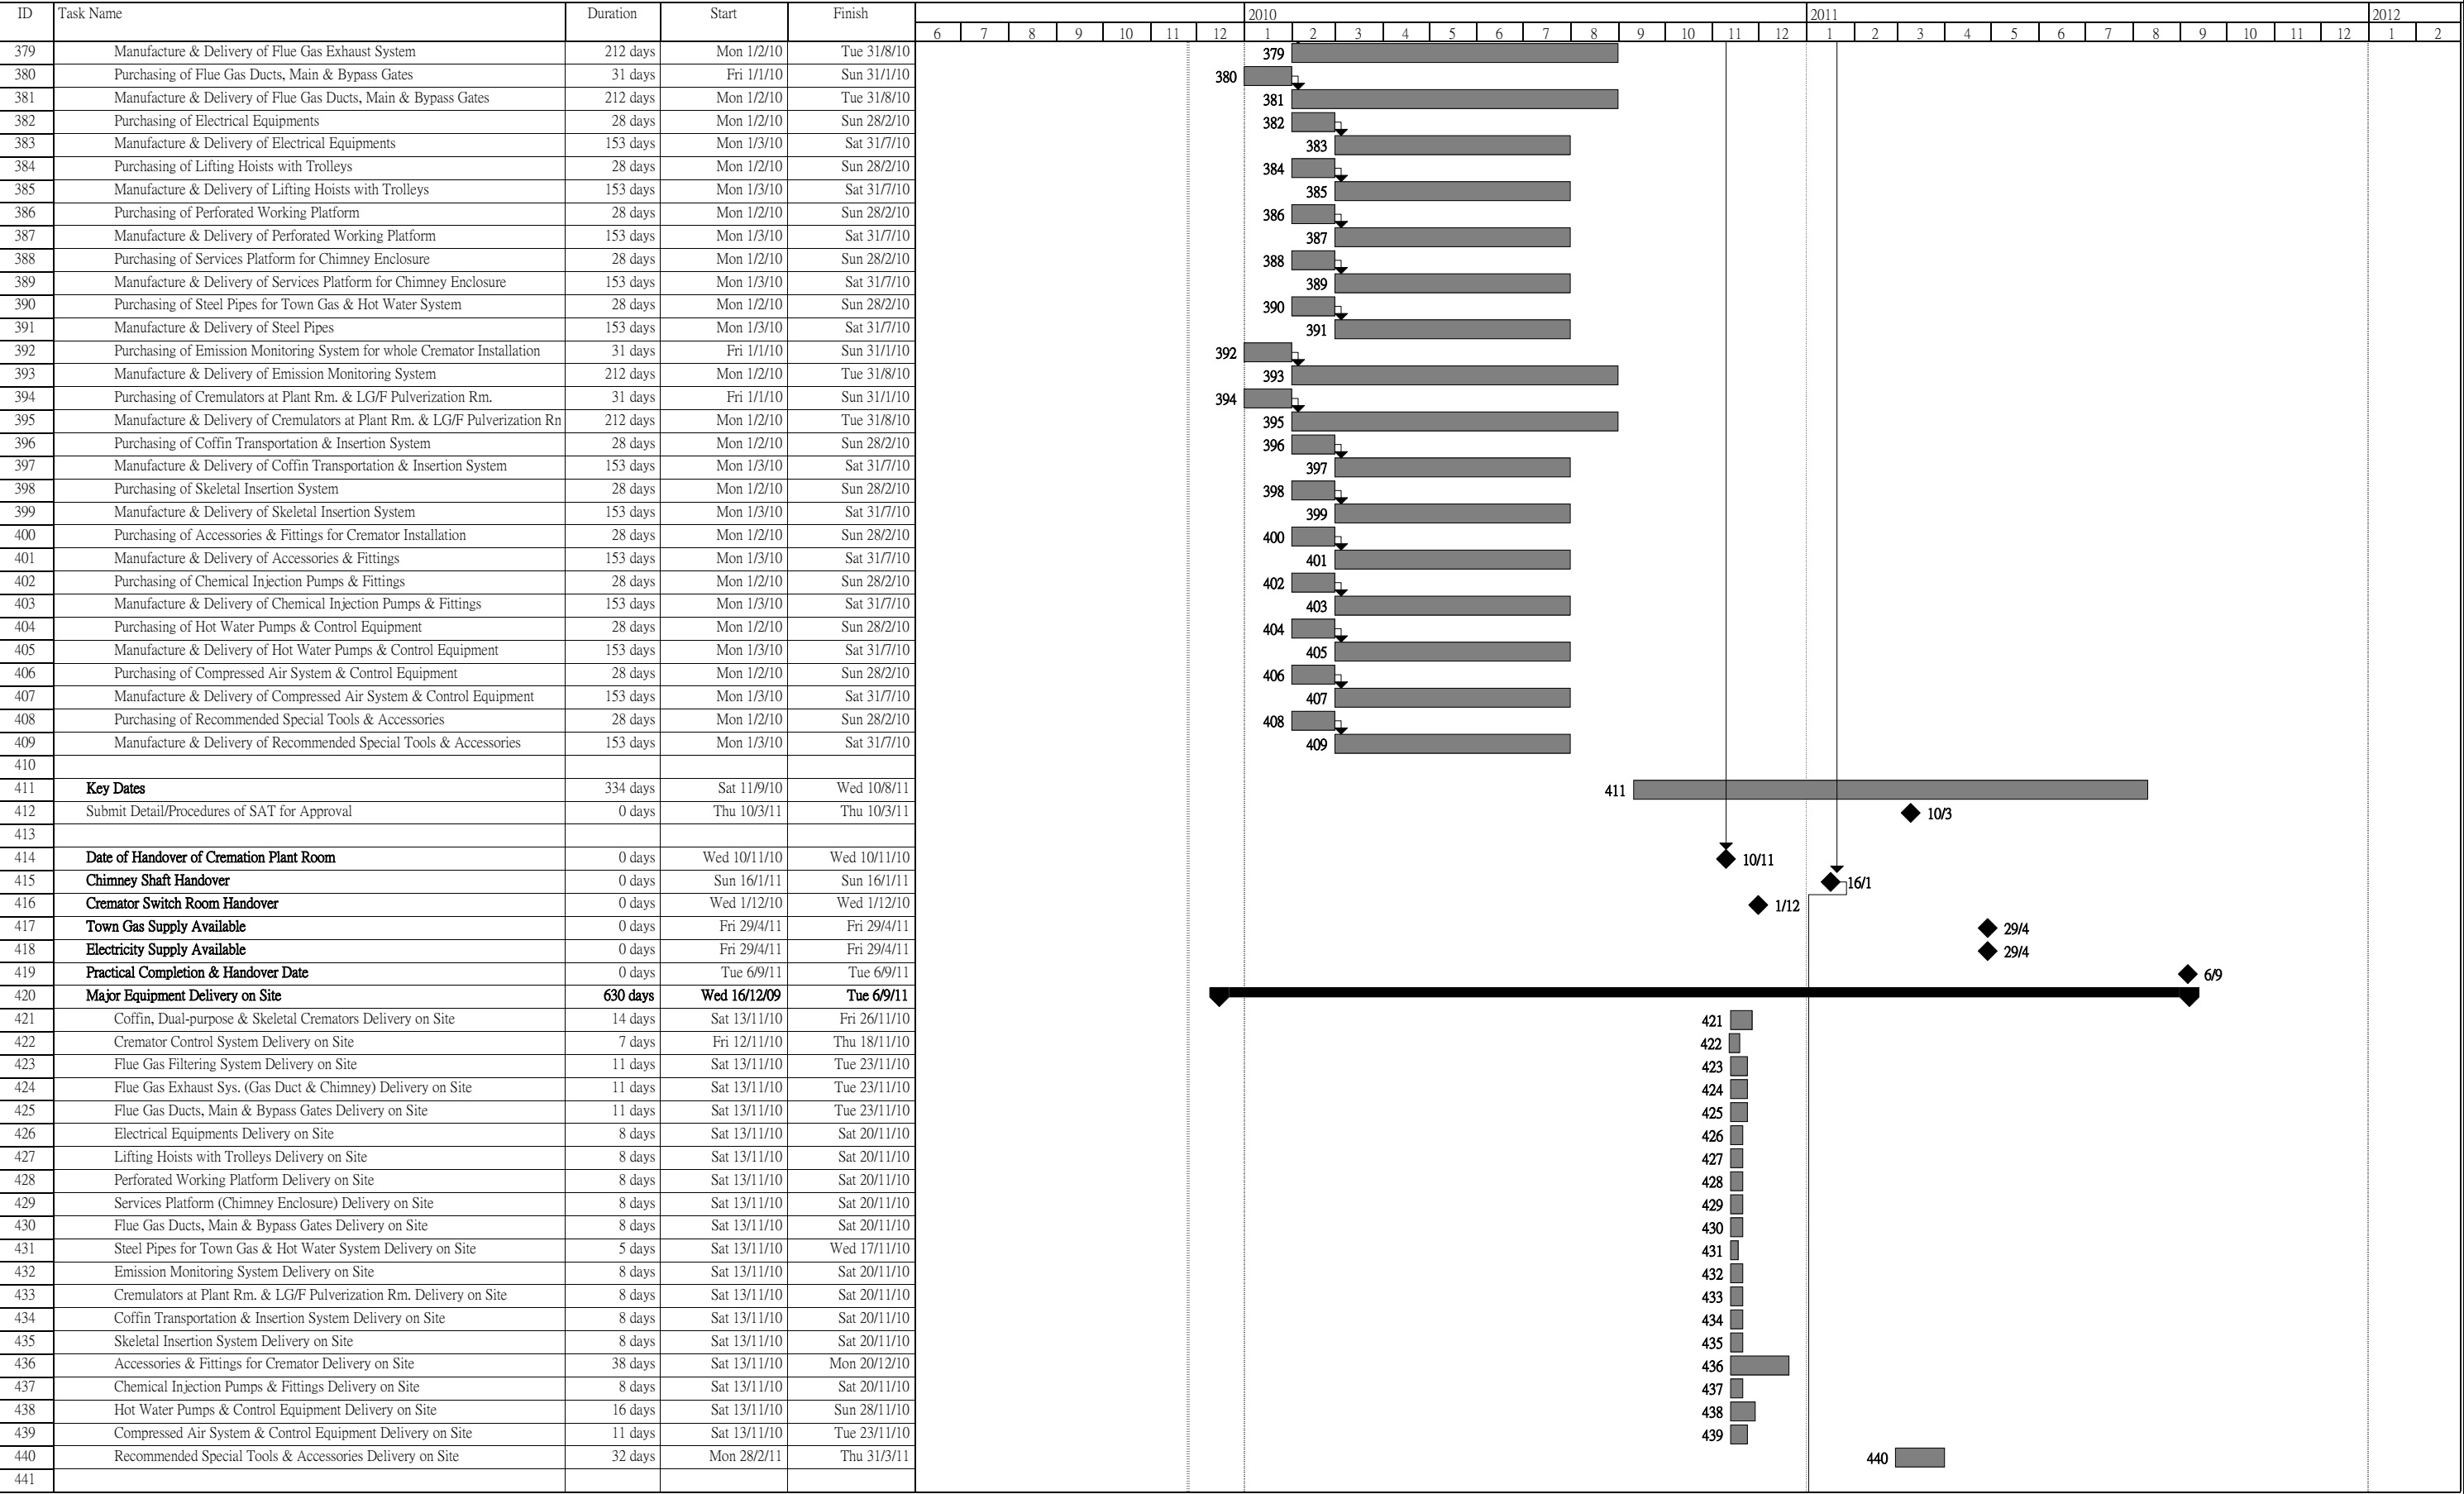 ID Task Name Duration Start Finish 2010 2011 2012
6 7 8 9 10 11 12 1 2 3 4 5 6 7 8 9 10 11 12 1 2 3 4 5 6 7 8 9 10 11 12 1 2
379 Manufacture & Delivery of Flue Gas Exhaust System 212 days Mon 1/2/10 Tue 31/8/10 379
380 Purchasing of Flue Gas Ducts, Main & Bypass Gates 31 days Fri 1/1/10 Sun 31/1/10 380
381 Manufacture & Delivery of Flue Gas Ducts, Main & Bypass Gates 212 days Mon 1/2/10 Tue 31/8/10 381
382 Purchasing of Electrical Equipments 28 days Mon 1/2/10 Sun 28/2/10 382
383 Manufacture & Delivery of Electrical Equipments 153 days Mon 1/3/10 Sat 31/7/10 383
384 Purchasing of Lifting Hoists with Trolleys 28 days Mon 1/2/10 Sun 28/2/10 384
385 Manufacture & Delivery of Lifting Hoists with Trolleys 153 days Mon 1/3/10 Sat 31/7/10 385
386 Purchasing of Perforated Working Platform 28 days Mon 1/2/10 Sun 28/2/10 386
387 Manufacture & Delivery of Perforated Working Platform 153 days Mon 1/3/10 Sat 31/7/10 387
388 Purchasing of Services Platform for Chimney Enclosure 28 days Mon 1/2/10 Sun 28/2/10 388
389 Manufacture & Delivery of Services Platform for Chimney Enclosure 153 days Mon 1/3/10 Sat 31/7/10 389
390 Purchasing of Steel Pipes for Town Gas & Hot Water System 28 days Mon 1/2/10 Sun 28/2/10 390
391 Manufacture & Delivery of Steel Pipes 153 days Mon 1/3/10 Sat 31/7/10 391
392 Purchasing of Emission Monitoring System for whole Cremator Installation 31 days Fri 1/1/10 Sun 31/1/10 392
393 Manufacture & Delivery of Emission Monitoring System 212 days Mon 1/2/10 Tue 31/8/10 393
394 Purchasing of Cremulators at Plant Rm. & LG/F Pulverization Rm. 31 days Fri 1/1/10 Sun 31/1/10 394
395 Manufacture & Delivery of Cremulators at Plant Rm. & LG/F Pulverization Rn 212 days Mon 1/2/10 Tue 31/8/10 395
396 Purchasing of Coffin Transportation & Insertion System 28 days Mon 1/2/10 Sun 28/2/10 396
397 Manufacture & Delivery of Coffin Transportation & Insertion System 153 days Mon 1/3/10 Sat 31/7/10 397
398 Purchasing of Skeletal Insertion System 28 days Mon 1/2/10 Sun 28/2/10 398
399 Manufacture & Delivery of Skeletal Insertion System 153 days Mon 1/3/10 Sat 31/7/10 399
400 Purchasing of Accessories & Fittings for Cremator Installation 28 days Mon 1/2/10 Sun 28/2/10 400
401 Manufacture & Delivery of Accessories & Fittings 153 days Mon 1/3/10 Sat 31/7/10 401
402 Purchasing of Chemical Injection Pumps & Fittings 28 days Mon 1/2/10 Sun 28/2/10 402
403 Manufacture & Delivery of Chemical Injection Pumps & Fittings 153 days Mon 1/3/10 Sat 31/7/10 403
404 Purchasing of Hot Water Pumps & Control Equipment 28 days Mon 1/2/10 Sun 28/2/10 404
405 Manufacture & Delivery of Hot Water Pumps & Control Equipment 153 days Mon 1/3/10 Sat 31/7/10 405
406 Purchasing of Compressed Air System & Control Equipment 28 days Mon 1/2/10 Sun 28/2/10 406
407 Manufacture & Delivery of Compressed Air System & Control Equipment 153 days Mon 1/3/10 Sat 31/7/10 407
408 Purchasing of Recommended Special Tools & Accessories 28 days Mon 1/2/10 Sun 28/2/10 408
409 Manufacture & Delivery of Recommended Special Tools & Accessories 153 days Mon 1/3/10 Sat 31/7/10 409
410
411 Key Dates 334 days Sat 11/9/10 Wed 10/8/11 411
412 Submit Detail/Procedures of SAT for Approval 0 days Thu 10/3/11 Thu 10/3/11 10/3
413
414 Date of Handover of Cremation Plant Room 0 days Wed 10/11/10 Wed 10/11/10 10/11
415 Chimney Shaft Handover 0 days Sun 16/1/11 Sun 16/1/11 16/1
416 Cremator Switch Room Handover 0 days Wed 1/12/10 Wed 1/12/10 1/12
417 Town Gas Supply Available 0 days Fri 29/4/11 Fri 29/4/11 29/4
418 Electricity Supply Available 0 days Fri 29/4/11 Fri 29/4/11 29/4
419 Practical Completion & Handover Date 0 days Tue 6/9/11 Tue 6/9/11 6/9
420 Major Equipment Delivery on Site 630 days Wed 16/12/09 Tue 6/9/11
421 Coffin, Dual-purpose & Skeletal Cremators Delivery on Site 14 days Sat 13/11/10 Fri 26/11/10 421
422 Cremator Control System Delivery on Site 7 days Fri 12/11/10 Thu 18/11/10 422
423 Flue Gas Filtering System Delivery on Site 11 days Sat 13/11/10 Tue 23/11/10 423
424 Flue Gas Exhaust Sys. (Gas Duct & Chimney) Delivery on Site 11 days Sat 13/11/10 Tue 23/11/10 424
425 Flue Gas Ducts, Main & Bypass Gates Delivery on Site 11 days Sat 13/11/10 Tue 23/11/10 425
426 Electrical Equipments Delivery on Site 8 days Sat 13/11/10 Sat 20/11/10 426
427 Lifting Hoists with Trolleys Delivery on Site 8 days Sat 13/11/10 Sat 20/11/10 427
428 Perforated Working Platform Delivery on Site 8 days Sat 13/11/10 Sat 20/11/10 428
429 Services Platform (Chimney Enclosure) Delivery on Site 8 days Sat 13/11/10 Sat 20/11/10 429
430 Flue Gas Ducts, Main & Bypass Gates Delivery on Site 8 days Sat 13/11/10 Sat 20/11/10 430
431 Steel Pipes for Town Gas & Hot Water System Delivery on Site 5 days Sat 13/11/10 Wed 17/11/10 431
432 Emission Monitoring System Delivery on Site 8 days Sat 13/11/10 Sat 20/11/10 432
433 Cremulators at Plant Rm. & LG/F Pulverization Rm. Delivery on Site 8 days Sat 13/11/10 Sat 20/11/10 433
434 Coffin Transportation & Insertion System Delivery on Site 8 days Sat 13/11/10 Sat 20/11/10 434
435 Skeletal Insertion System Delivery on Site 8 days Sat 13/11/10 Sat 20/11/10 435
436 Accessories & Fittings for Cremator Delivery on Site 38 days Sat 13/11/10 Mon 20/12/10 436
437 Chemical Injection Pumps & Fittings Delivery on Site 8 days Sat 13/11/10 Sat 20/11/10 437
438 Hot Water Pumps & Control Equipment Delivery on Site 16 days Sat 13/11/10 Sun 28/11/10 438
439 Compressed Air System & Control Equipment Delivery on Site 11 days Sat 13/11/10 Tue 23/11/10 439
440 Recommended Special Tools & Accessories Delivery on Site 32 days Mon 28/2/11 Thu 31/3/11 440
441